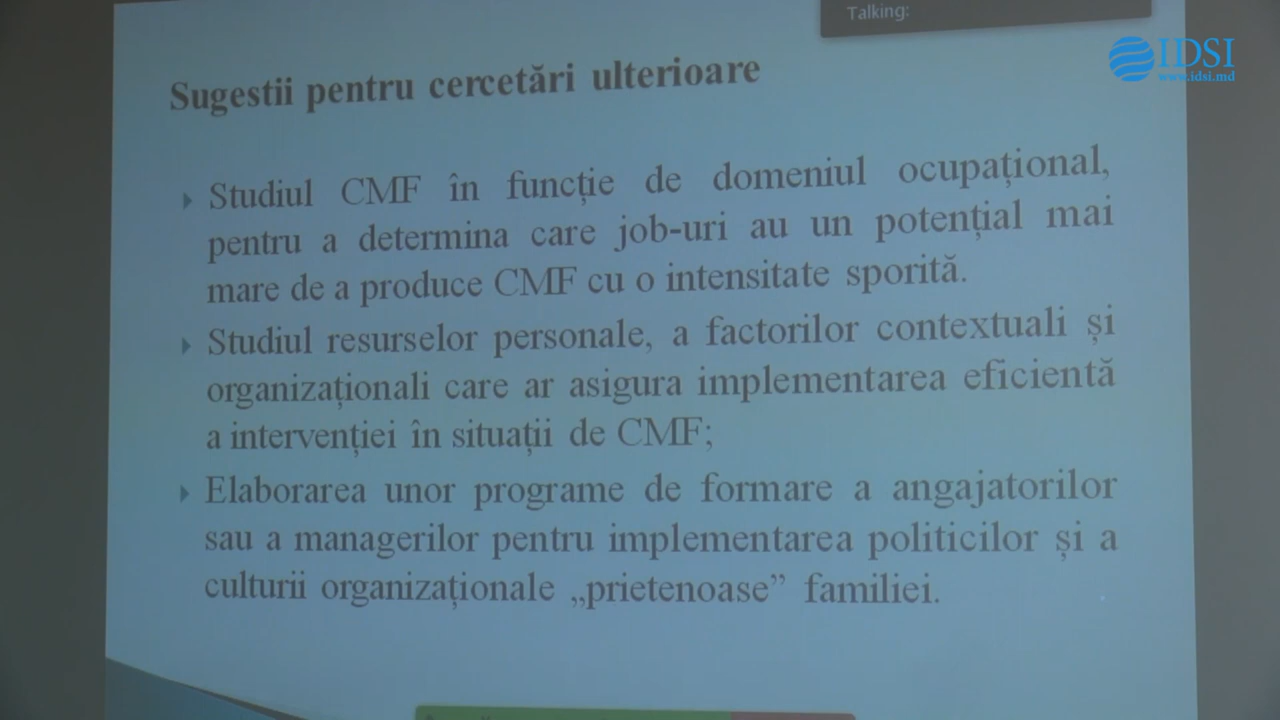 Talking:
IDSI
www.idsi.md
Sugestii pentru cercetări ulterioare
Studiul CMF în funcție de domeniul ocupațional,
pentru a determina care job-uri au un potențial mai
mare de a produce CMF cu o intensitate sporită.
Studiul resurselor personale, a factorilor contextuali și
organizaționali care ar asigura implementarea eficientă
a intervenției în situații de CMF;
Elaborarea unor programe de formare a angajatorilor
sau a managerilor pentru implementarea politicilor și a
culturii organizaționale „prietenoase” familiei.